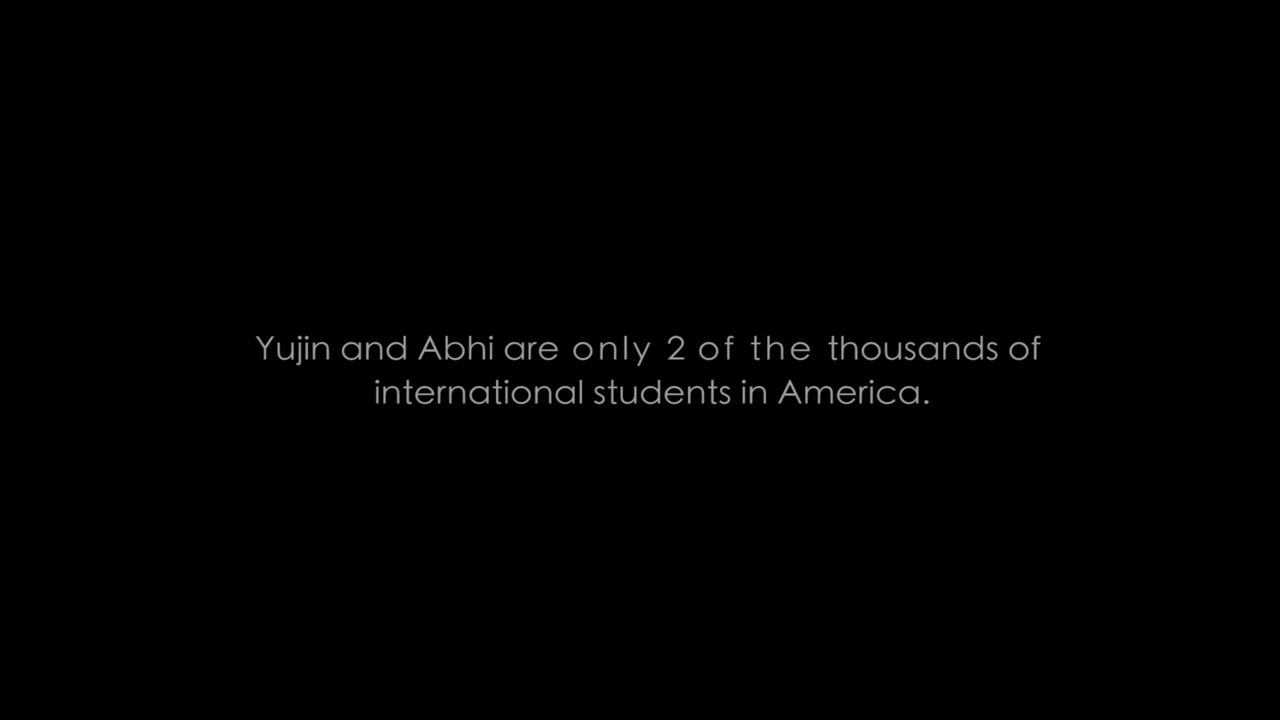 Yujin and Abhi are only 2 of the thousands of
international students in America.